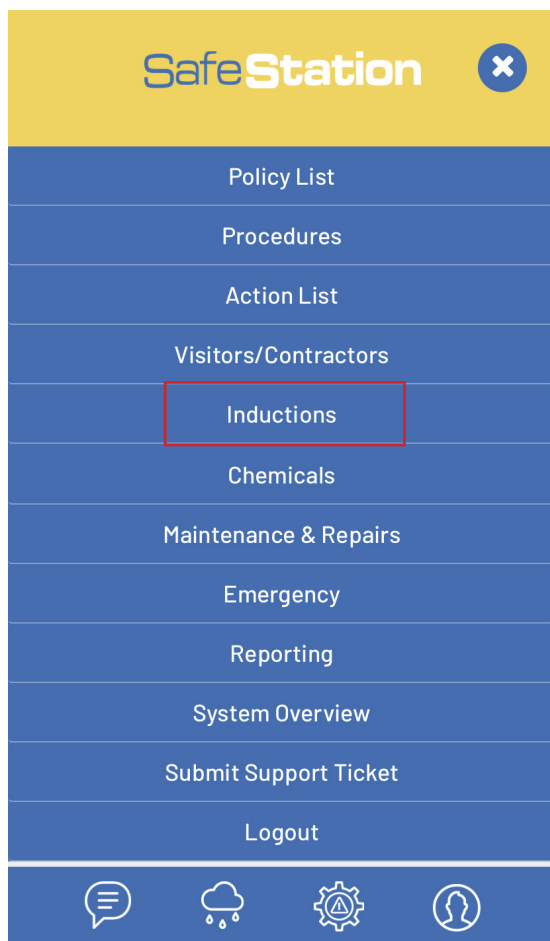 SafeStation
Policy List
Procedures
Action List
Visitors/Contractors
Inductions
Chemicals
Maintenance & Repairs
Emergency
Reporting
System Overview
Submit Support Ticket
Logout